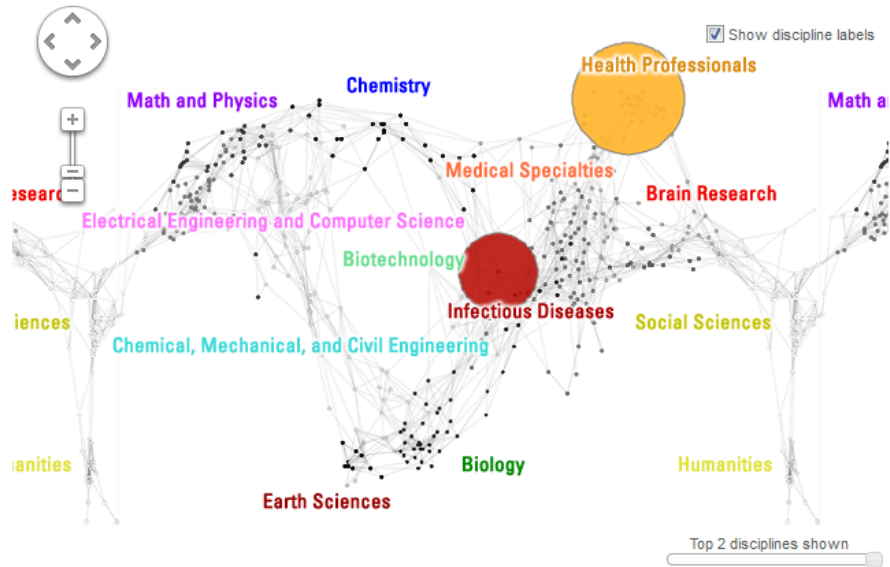 Show discipline labels
Health Professionals
Chemistry
Math and Physics
Math a
Medical Specialties
esearc
Brain Research
Electrical Engineering and Computer Science
Biotechnology
Infectious Diseases
iences
Social Sciences
Chemical, Mechanical, and Civil Engineering
anities
Biology
Humanities
Earth Sciences
Top 2 disciplines shown